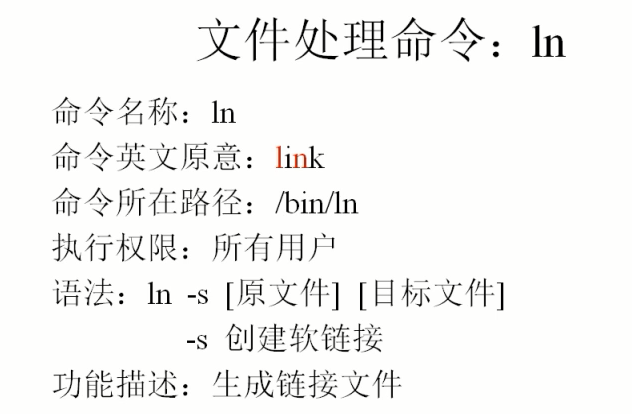 文件处理命令：ln
命令名称：ln
命令英文原意：link
命令所在路径：/bin/ln
执行权限：所有用户
语法：ln -s [原文件] [目标文件]
-s 创建软链接
功能描述：生成链接文件